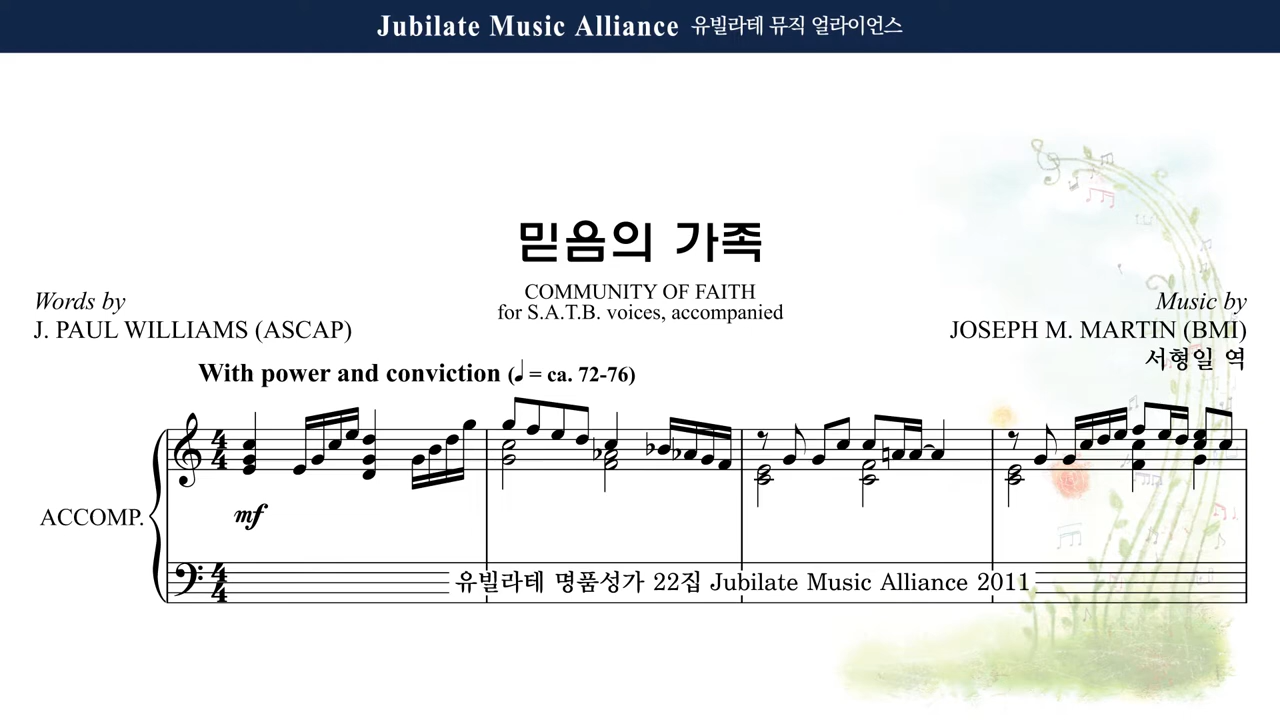 Jubilate Music Alliance 유빌라테 뮤직 얼라이언스
믿음의 가족
COMMUNITY OF FAITH
for S.A.T.B. voices, accompanied
Words by
J. PAUL WILLIAMS (ASCAP)
Music by
JOSEPH M. MARTIN (BMI)
서형일 역
With power and conviction (♩ = ca. 72-76)
mf
ACCOMP.
유빌라테 명품성가 22집 Jubilate Music Alliance 2011